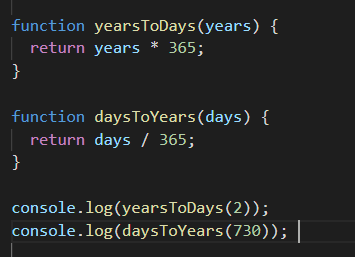 function yearsToDays(years) {
  return years * 365;
}
function daysToYears(days) {
  return days / 365;
}
console.log(yearsToDays(2));
console.log(daysToYears(730));